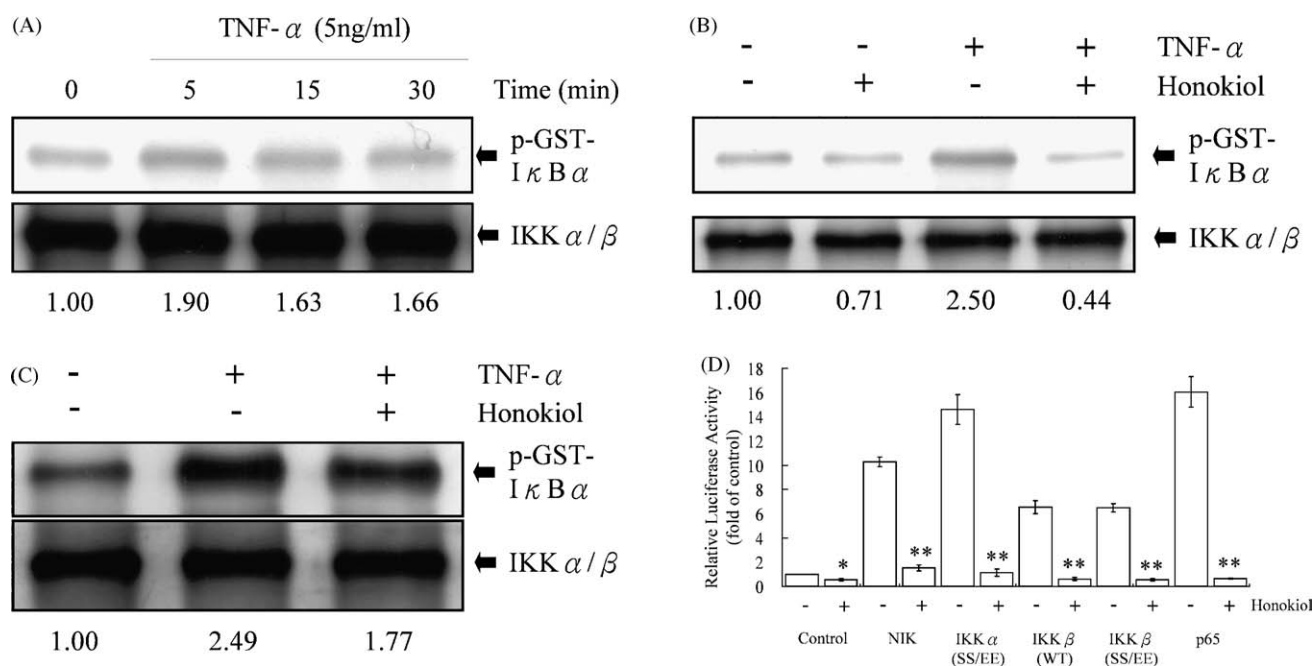 (A)
TNF-α (5ng/ml)
0 5 15 30 Time (min)
p-GST-
IκBα
IKKα/β
1.00 1.90 1.63 1.66
(B)
- - + + TNF-α
- + - + Honokiol
p-GST-
IκBα
IKKα/β
1.00 0.71 2.50 0.44
(C)
- + + TNF-α
- - + Honokiol
p-GST-
IκBα
IKKα/β
1.00 2.49 1.77
(D)
Relative Luciferase Activity
(fold of control)
18
16
14
12
10
8
6
4
2
0
* ** ** ** ** **
- + - + - + - + - + - + Honokiol
Control NIK IKKα IKKβ IKKβ p65
(SS/EE) (WT) (SS/EE)